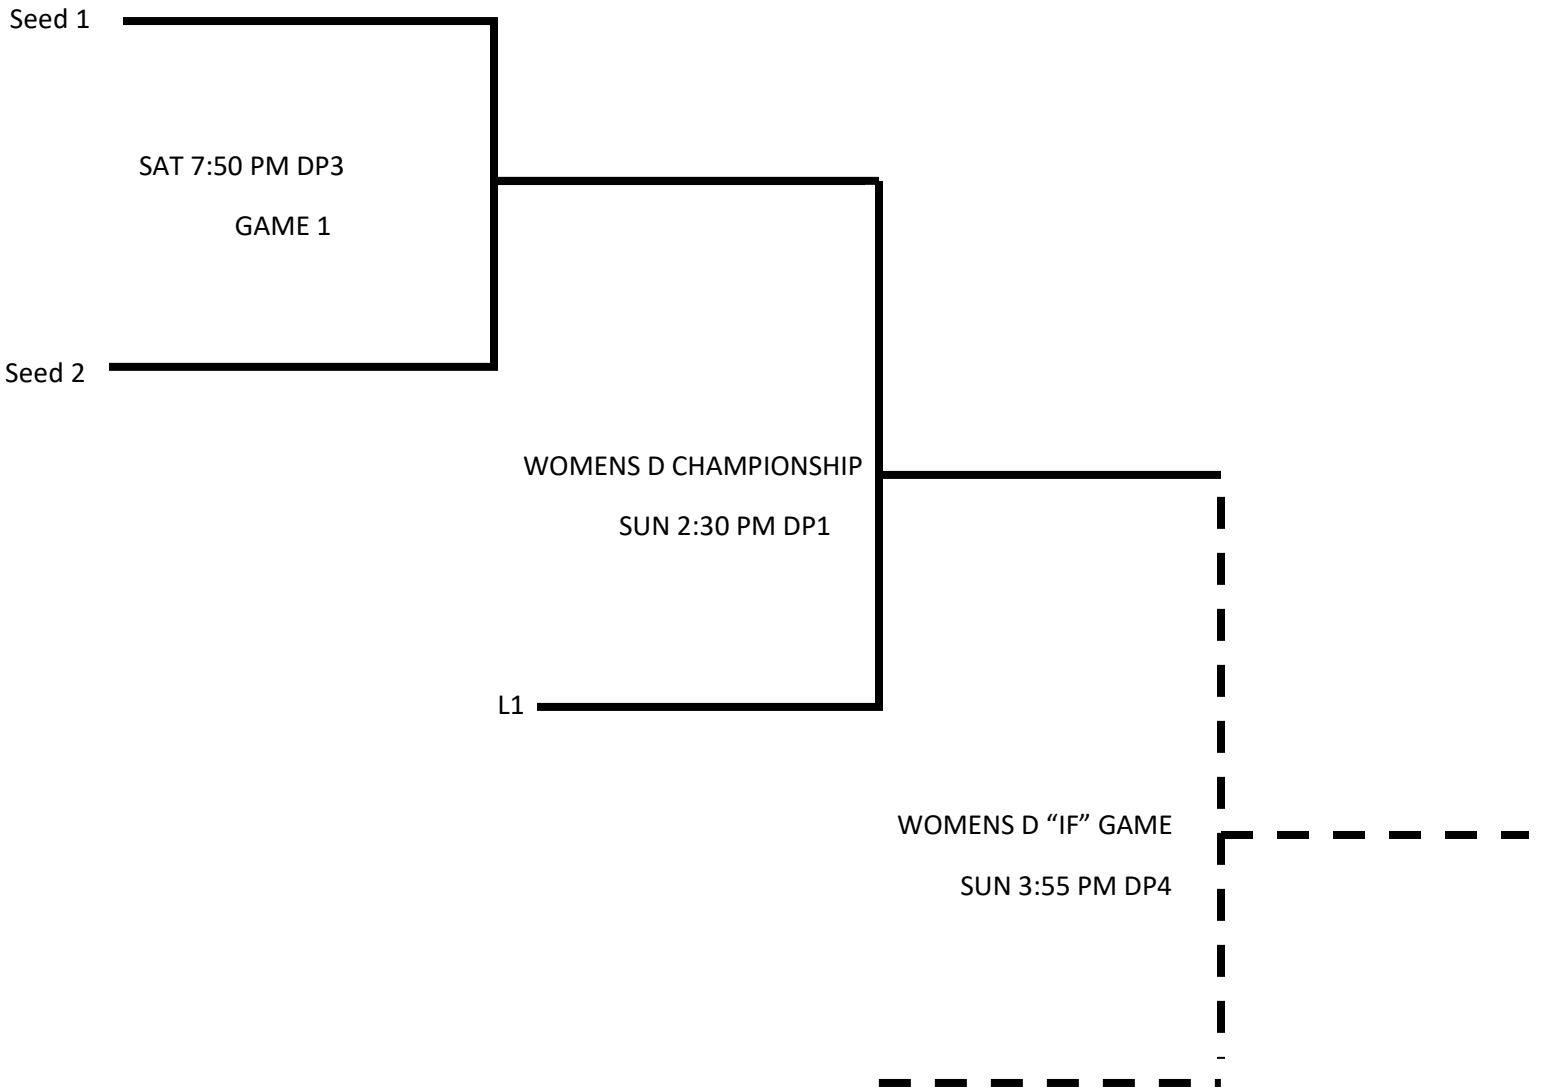 Seed 1
SAT 7:50 PM DP3
GAME 1
Seed 2
WOMENS D CHAMPIONSHIP
SUN 2:30 PM DP1
L1
WOMENS D “IF” GAME
SUN 3:55 PM DP4